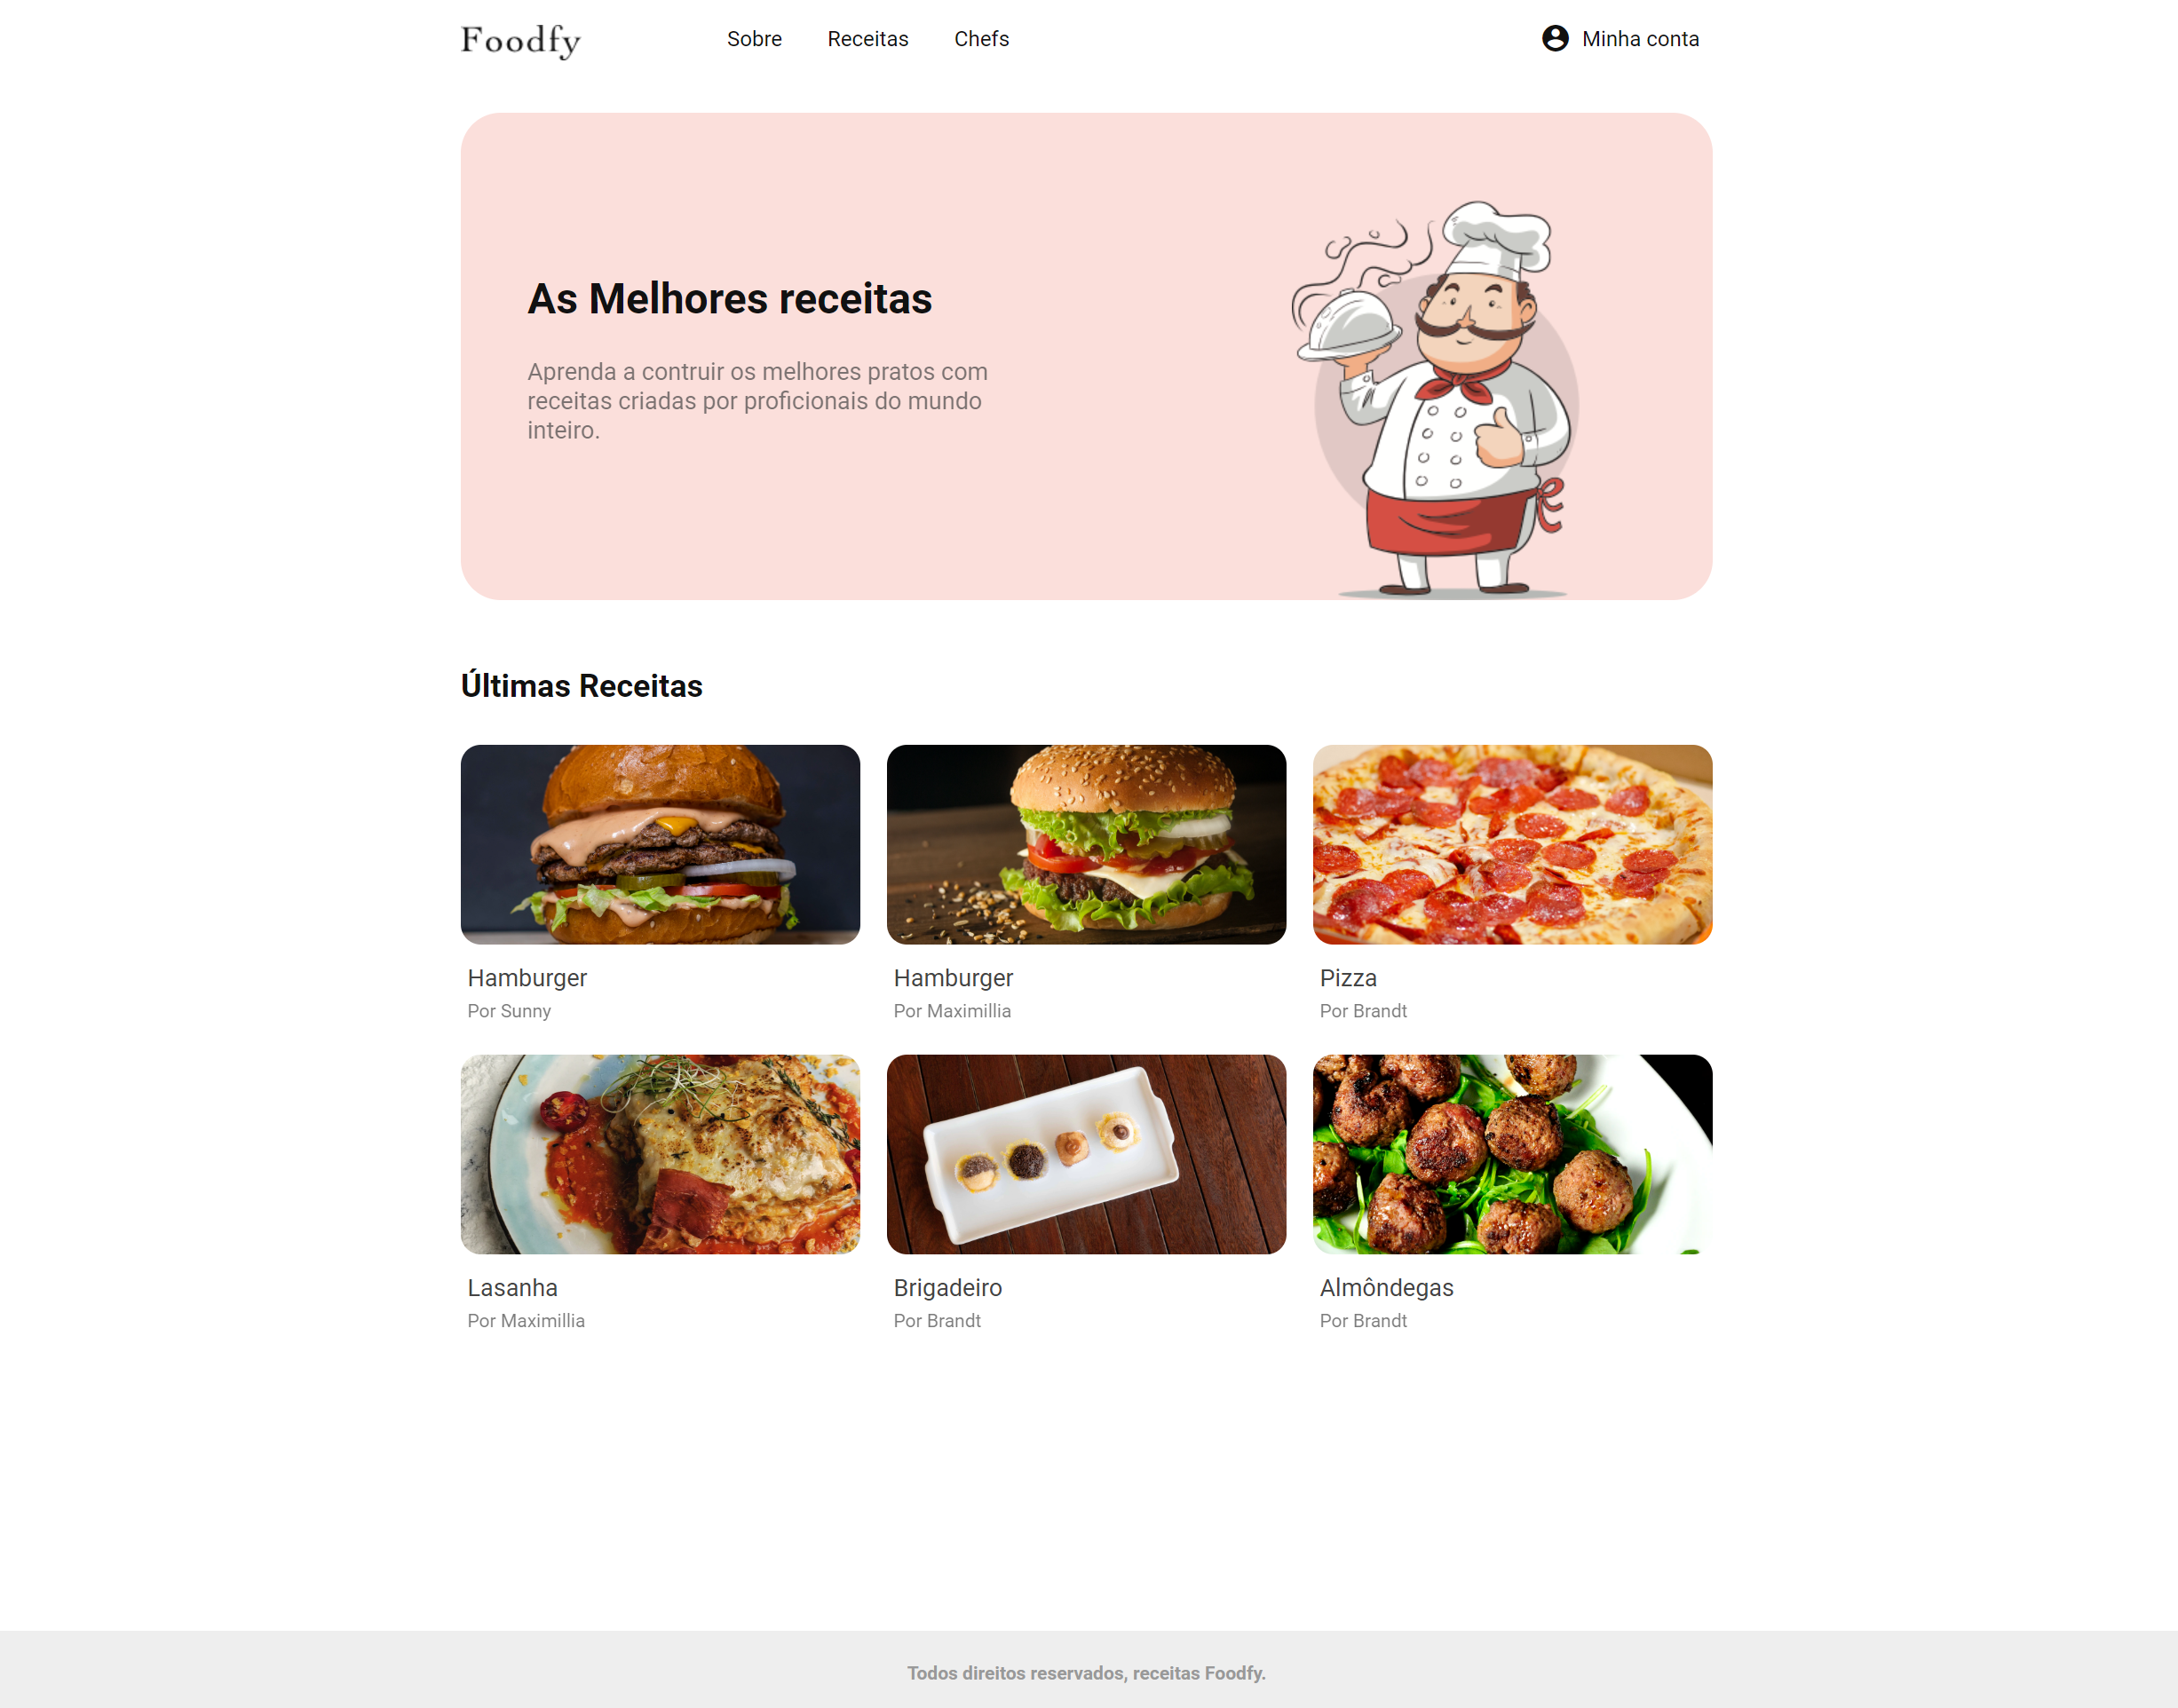 Foodfy
Sobre
Receitas
Chefs
Minha conta
As Melhores receitas
Aprenda a contruir os melhores pratos com
receitas criadas por proficionais do mundo
inteiro.
Últimas Receitas
Hamburger
Por Sunny
Hamburger
Por Maximillia
Pizza
Por Brandt
Lasanha
Por Maximillia
Brigadeiro
Por Brandt
Almôndegas
Por Brandt
Todos direitos reservados, receitas Foodfy.